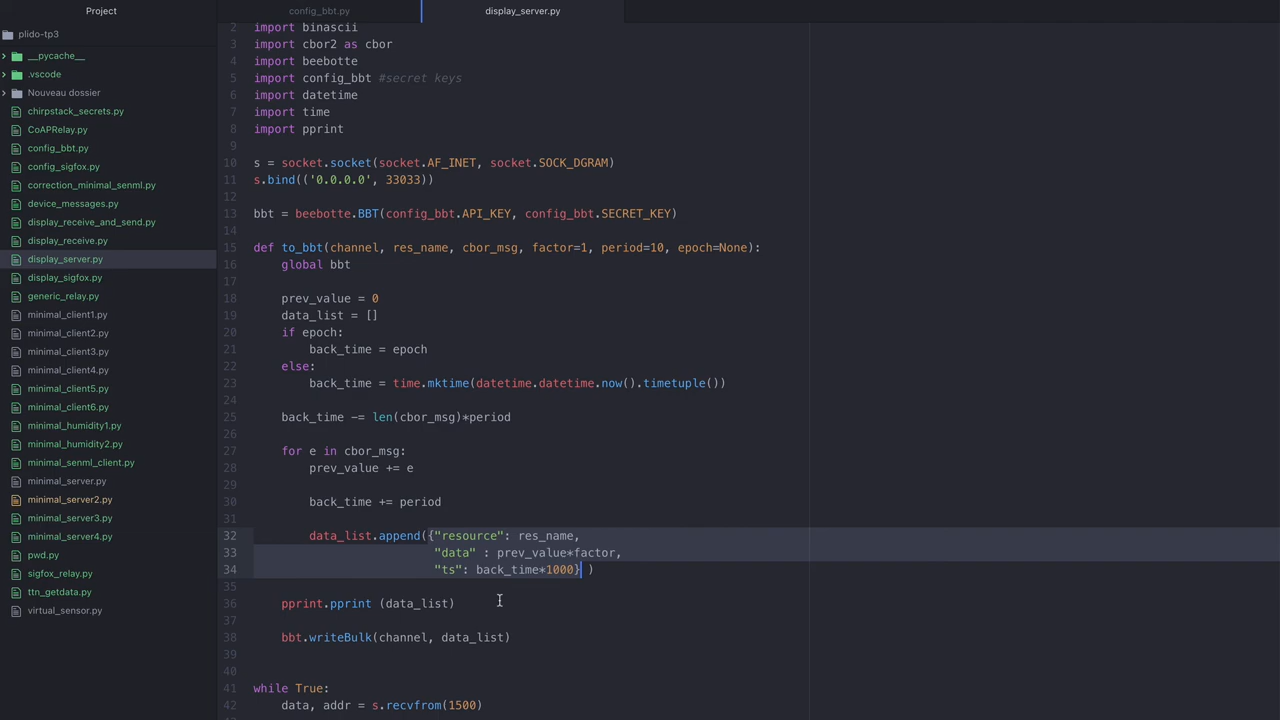 Project
config_bbt.py
display_server.py
plido-tp3
__pycache__
.vscode
Nouveau dossier
chirpstack_secrets.py
CoAPRelay.py
config_bbt.py
config_sigfox.py
correction_minimal_senml.py
device_messages.py
display_receive_and_send.py
display_receive.py
display_server.py
display_sigfox.py
generic_relay.py
minimal_client1.py
minimal_client2.py
minimal_client3.py
minimal_client4.py
minimal_client5.py
minimal_client6.py
minimal_humidity1.py
minimal_humidity2.py
minimal_senml_client.py
minimal_server.py
minimal_server2.py
minimal_server3.py
minimal_server4.py
pwd.py
sigfox_relay.py
ttn_getdata.py
virtual_sensor.py
2 import binascii
3 import cbor2 as cbor
4 import beebotte
5 import config_bbt #secret keys
6 import datetime
7 import time
8 import pprint
9
10 s = socket.socket(socket.AF_INET, socket.SOCK_DGRAM)
11 s.bind(('0.0.0.0', 33033))
12
13 bbt = beebotte.BBT(config_bbt.API_KEY, config_bbt.SECRET_KEY)
14
15 def to_bbt(channel, res_name, cbor_msg, factor=1, period=10, epoch=None):
16 global bbt
17
18 prev_value = 0
19 data_list = []
20 if epoch:
21 back_time = epoch
22 else:
23 back_time = time.mktime(datetime.datetime.now().timetuple())
24
25 back_time -= len(cbor_msg)*period
26
27 for e in cbor_msg:
28 prev_value += e
29
30 back_time += period
31
32 data_list.append({"resource": res_name,
33 "data" : prev_value*factor,
34 "ts": back_time*1000} )
35
36 pprint.pprint (data_list)
37
38 bbt.writeBulk(channel, data_list)
39
40
41 while True:
42 data, addr = s.recvfrom(1500)